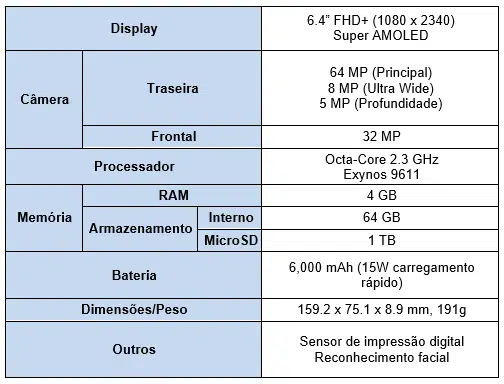 Display
6.4” FHD+ (1080 x 2340)
Super AMOLED
Câmera
Traseira
64 MP (Principal)
8 MP (Ultra Wide)
5 MP (Profundidade)
Frontal
32 MP
Processador
Octa-Core 2.3 GHz
Exynos 9611
Memória
RAM
4 GB
Armazenamento
Interno
64 GB
MicroSD
1 TB
Bateria
6,000 mAh (15W carregamento
rápido)
Dimensões/Peso
159.2 x 75.1 x 8.9 mm, 191g
Outros
Sensor de impressão digital
Reconhecimento facial